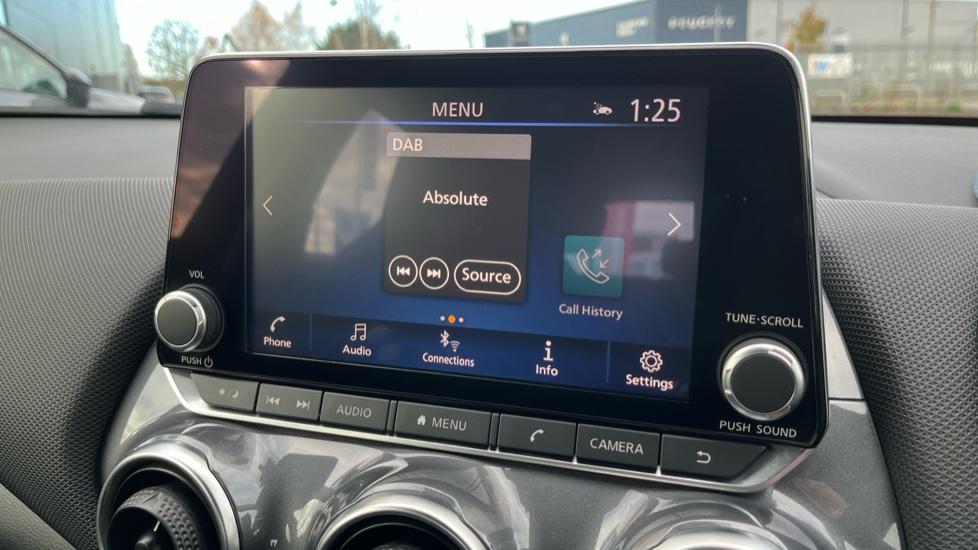 PEUGEOT
MENU
1:25
DAB
Absolute
Source
Call History
VOL
PUSH
TUNE·SCROLL
Phone
Audio
Connections
Info
Settings
PUSH SOUND
AUDIO
MENU
CAMERA